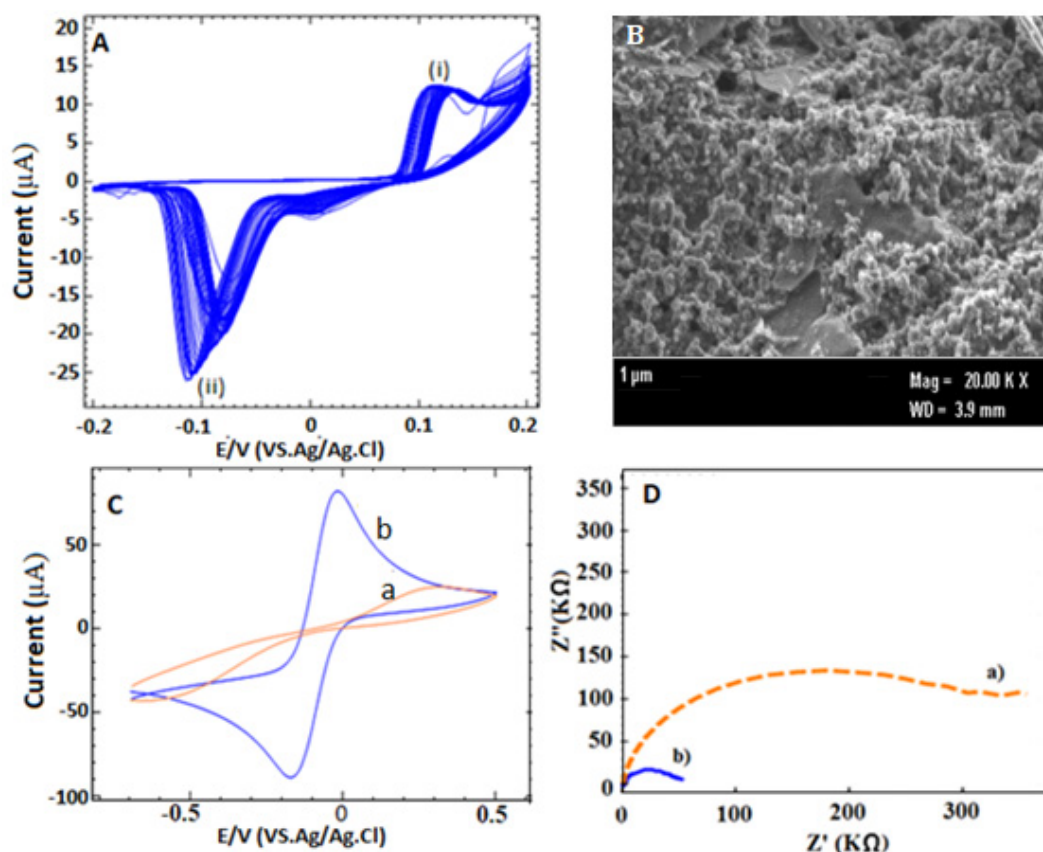 A
20
15
10
5
0
-5
-10
-15
-20
-25
Current (µA)
(i)
(ii)
-0.2
-0.1
0
0.1
0.2
E/V (VS.Ag/Ag.Cl)
B
1 µm
Mag = 20.00 K X
WD = 3.9 mm
C
50
0
-50
-100
Current (µA)
b
a
-0.5
0
0.5
E/V (VS.Ag/Ag.Cl)
D
350
300
250
200
150
100
50
0
Z"(KΩ)
a)
b)
0
100
200
300
Z' (KΩ)